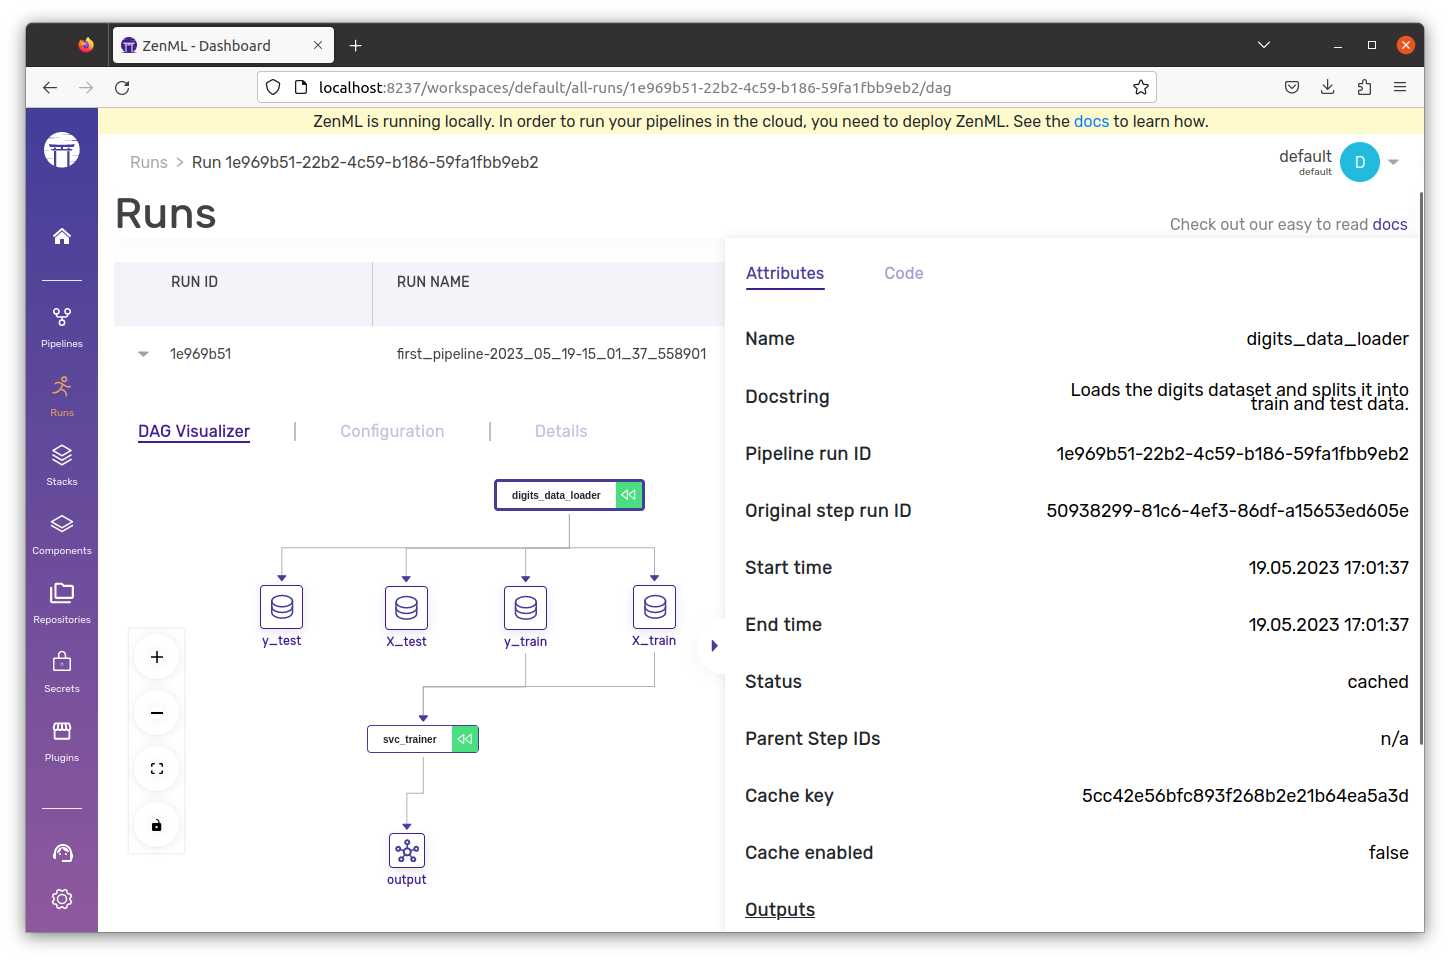 ZenML - Dashboard
localhost:8237/workspaces/default/all-runs/1e969b51-22b2-4c59-b186-59fa1fbb9eb2/dag
ZenML is running locally. In order to run your pipelines in the cloud, you need to deploy ZenML. See the docs to learn how.
Runs > Run 1e969b51-22b2-4c59-b186-59fa1fbb9eb2
default
default
D
Runs
Check out our easy to read docs
Pipelines
Runs
Stacks
Components
Repositories
Secrets
Plugins
RUN ID RUN NAME
1e969b51 first_pipeline-2023_05_19-15_01_37_558901
DAG Visualizer | Configuration | Details
digits_data_loader
y_test X_test y_train X_train
svc_trainer
output
Attributes Code
Name digits_data_loader
Docstring Loads the digits dataset and splits it into
train and test data.
Pipeline run ID 1e969b51-22b2-4c59-b186-59fa1fbb9eb2
Original step run ID 50938299-81c6-4ef3-86df-a15653ed605e
Start time 19.05.2023 17:01:37
End time 19.05.2023 17:01:37
Status cached
Parent Step IDs n/a
Cache key 5cc42e56bfc893f268b2e21b64ea5a3d
Cache enabled false
Outputs